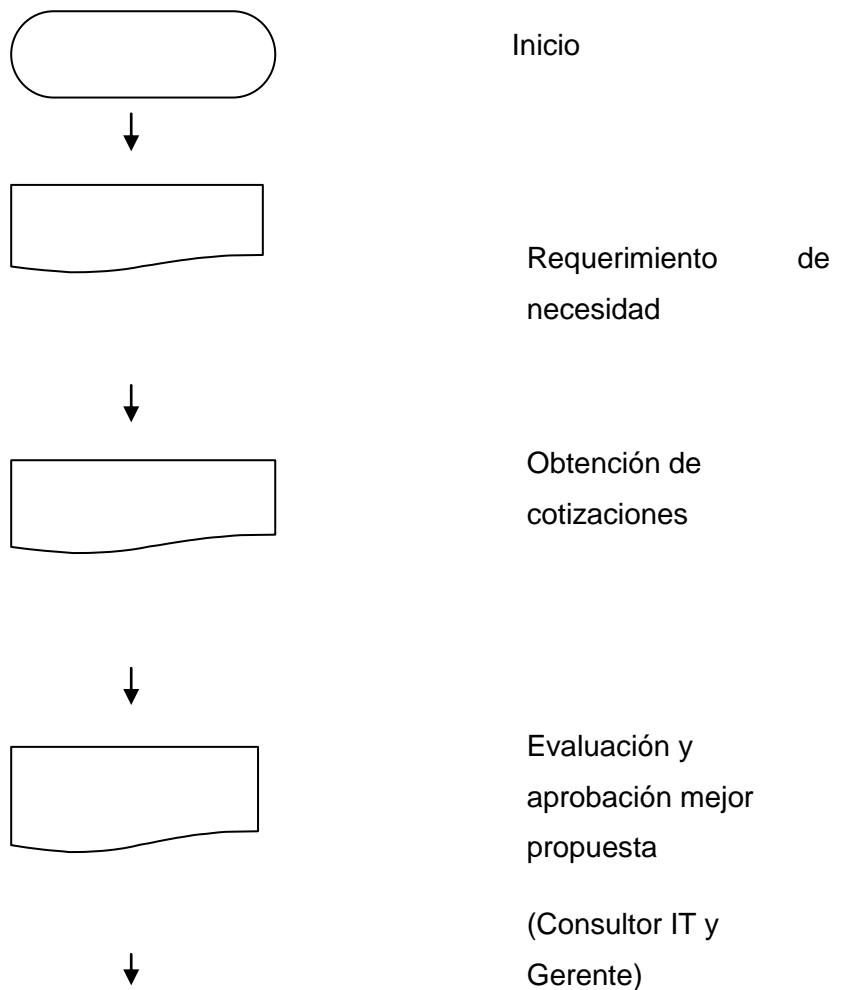 Inicio
Requerimiento de
necesidad
Obtención de
cotizaciones
Evaluación y
aprobación mejor
propuesta
(Consultor IT y
Gerente)